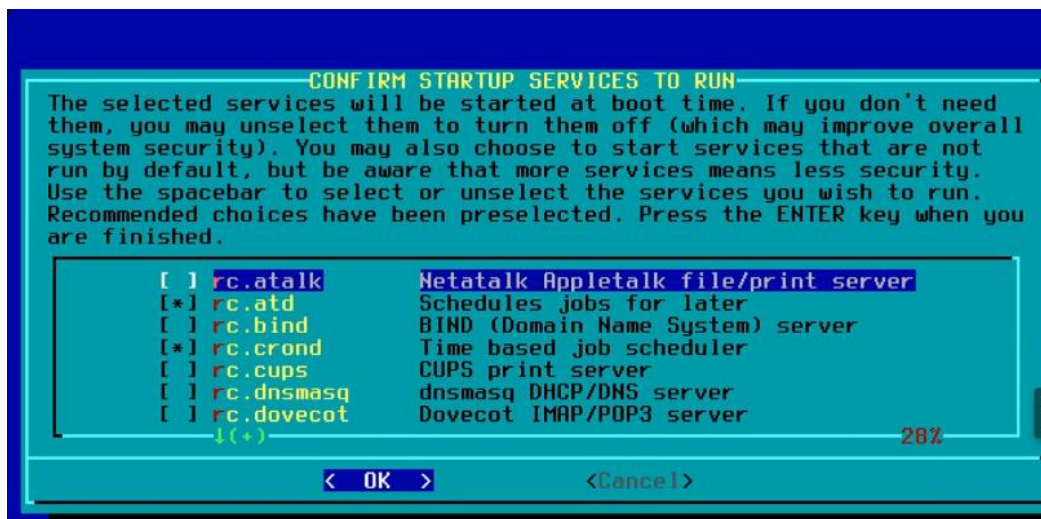 CONFIRM STARTUP SERVICES TO RUN
The selected services will be started at boot time. If you don't need
them, you may unselect them to turn them off (which may improve overall
system security). You may also choose to start services that are not
run by default, but be aware that more services means less security.
Use the spacebar to select or unselect the services you wish to run.
Recommended choices have been preselected. Press the ENTER key when you
are finished.
[ ] rc.atalk Netatalk Appletalk file/print server
[*] rc.atd Schedules jobs for later
[ ] rc.bind BIND (Domain Name System) server
[*] rc.crond Time based job scheduler
[ ] rc.cups CUPS print server
[ ] rc.dnsmasq dnsmasq DHCP/DNS server
[ ] rc.dovecot Dovecot IMAP/POP3 server
↓(+) 28%
< OK > <Cancel>